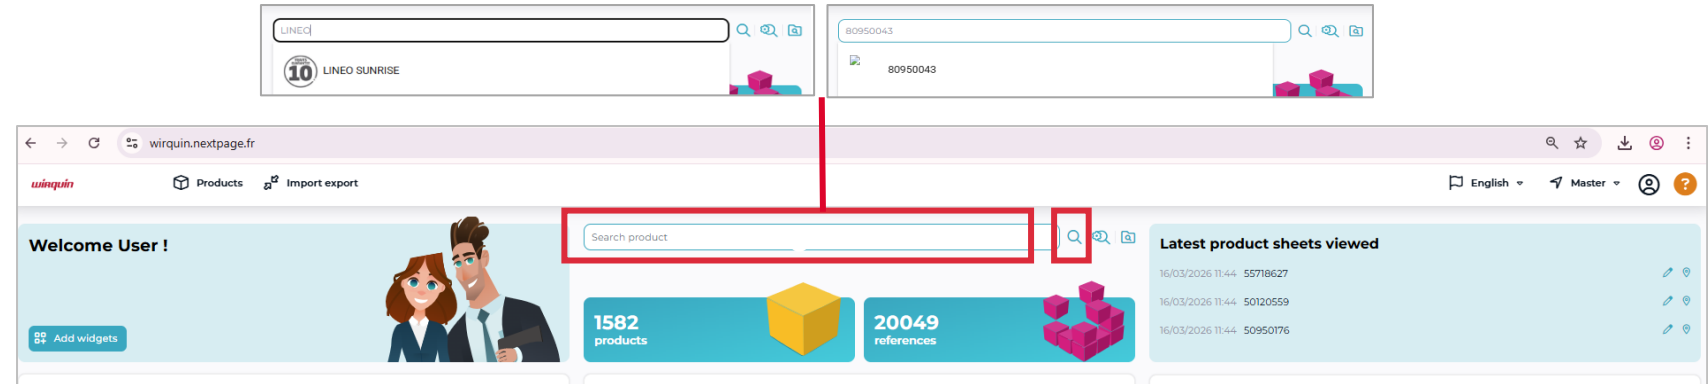 LINEO
10 LINEO SUNRISE
80950043
80950043
wirquin.nextpage.fr
wirquin
Products
Import export
English
Master
?
Welcome User !
Add widgets
Search product
1582
products
20049
references
Latest product sheets viewed
16/03/2026 11:44 55718627
16/03/2026 11:44 50120559
16/03/2026 11:44 50950176